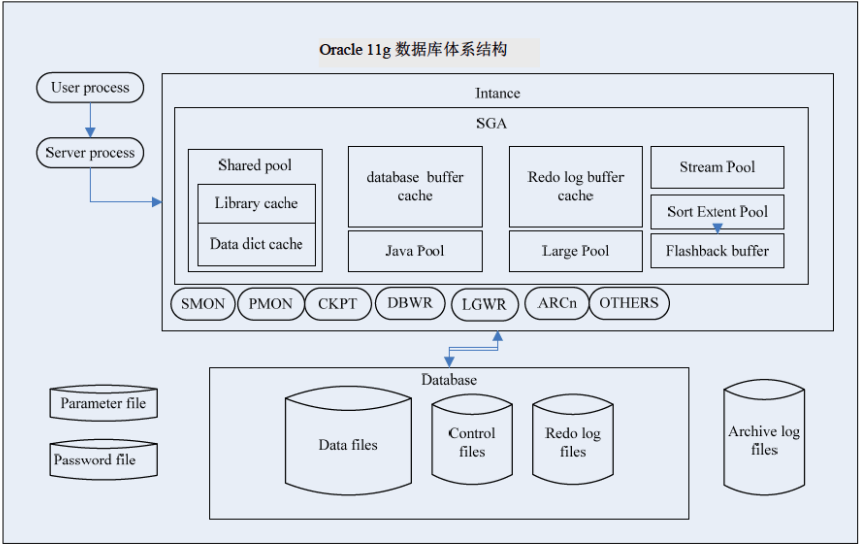 Oracle 11g 数据库体系结构
User process
Server process
Intance
SGA
Shared pool
Library cache
Data dict cache
database buffer
cache
Java Pool
Redo log buffer
cache
Large Pool
Stream Pool
Sort Extent Pool
Flashback buffer
SMON
PMON
CKPT
DBWR
LGWR
ARCn
OTHERS
Database
Parameter file
Password file
Data files
Control
files
Redo log
files
Archive log
files